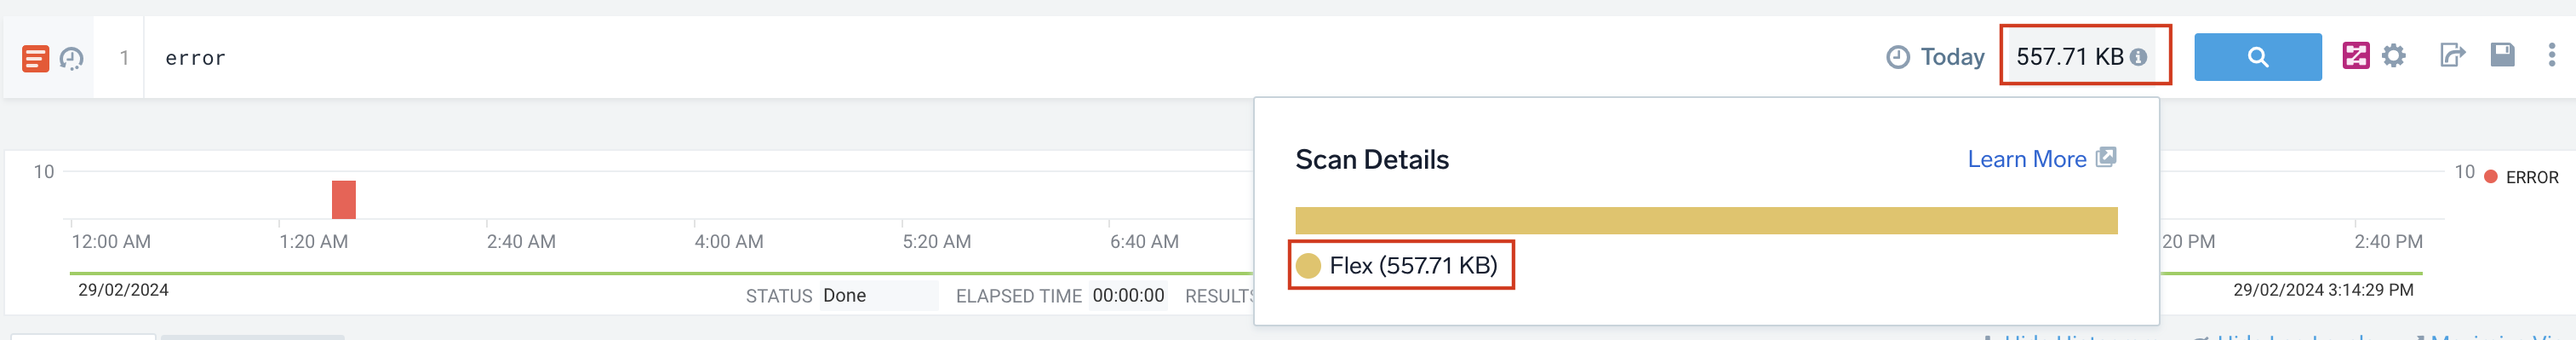 1 error Today 557.71 KB
Scan Details Learn More
10 10 ERROR
12:00 AM 1:20 AM 2:40 AM 4:00 AM 5:20 AM 6:40 AM 20 PM 2:40 PM
Flex (557.71 KB)
29/02/2024 29/02/2024 3:14:29 PM
STATUS Done ELAPSED TIME 00:00:00 RESULTS